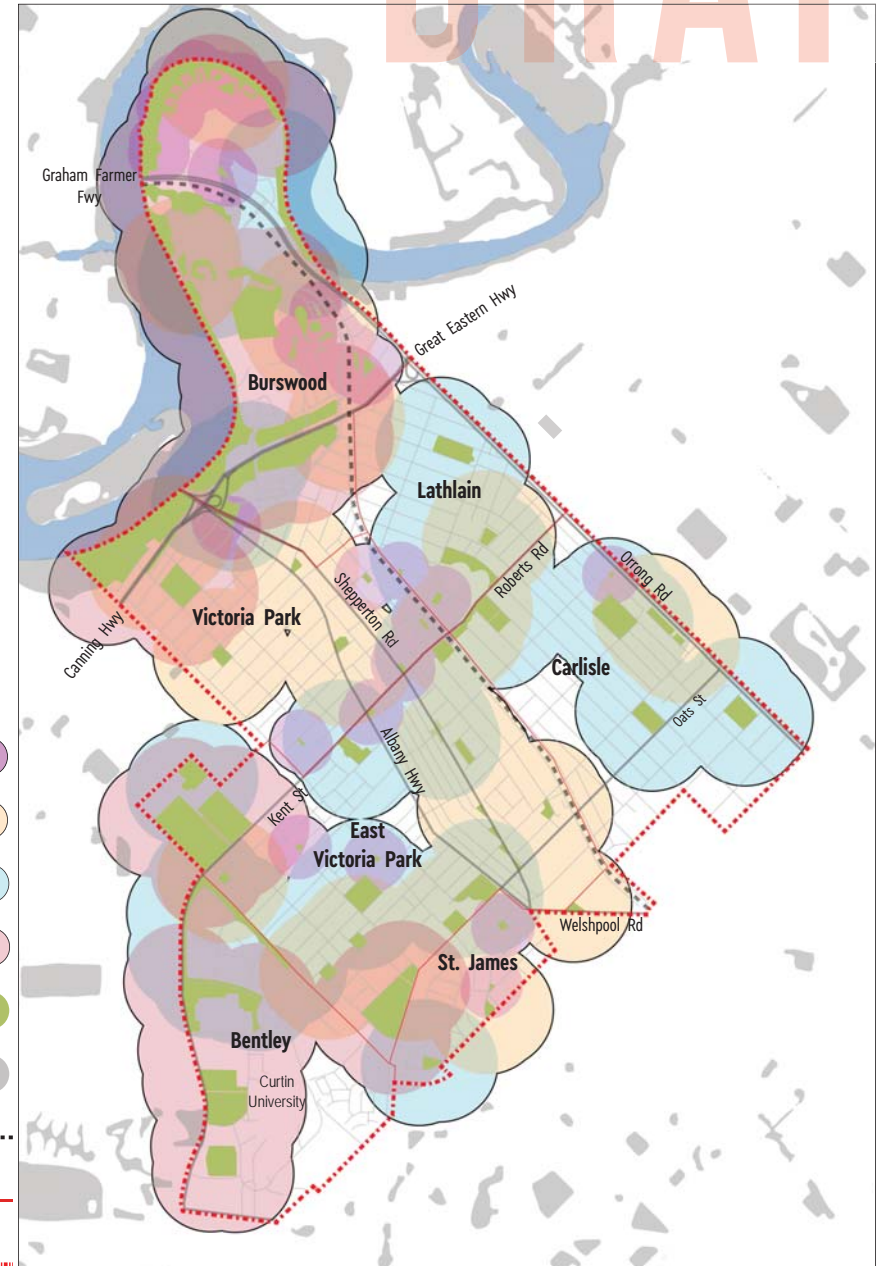 DRAFT
Graham Farmer
Fwy
Great Eastern Hwy
Burswood
Lathlain
Roberts Rd
Orrong Rd
Shepperton Rd
Victoria Park
Canning Hwy
Carlisle
Oats St
Albany Hwy
Kent St
East
Victoria Park
Welshpool Rd
St. James
Bentley
Curtin
University